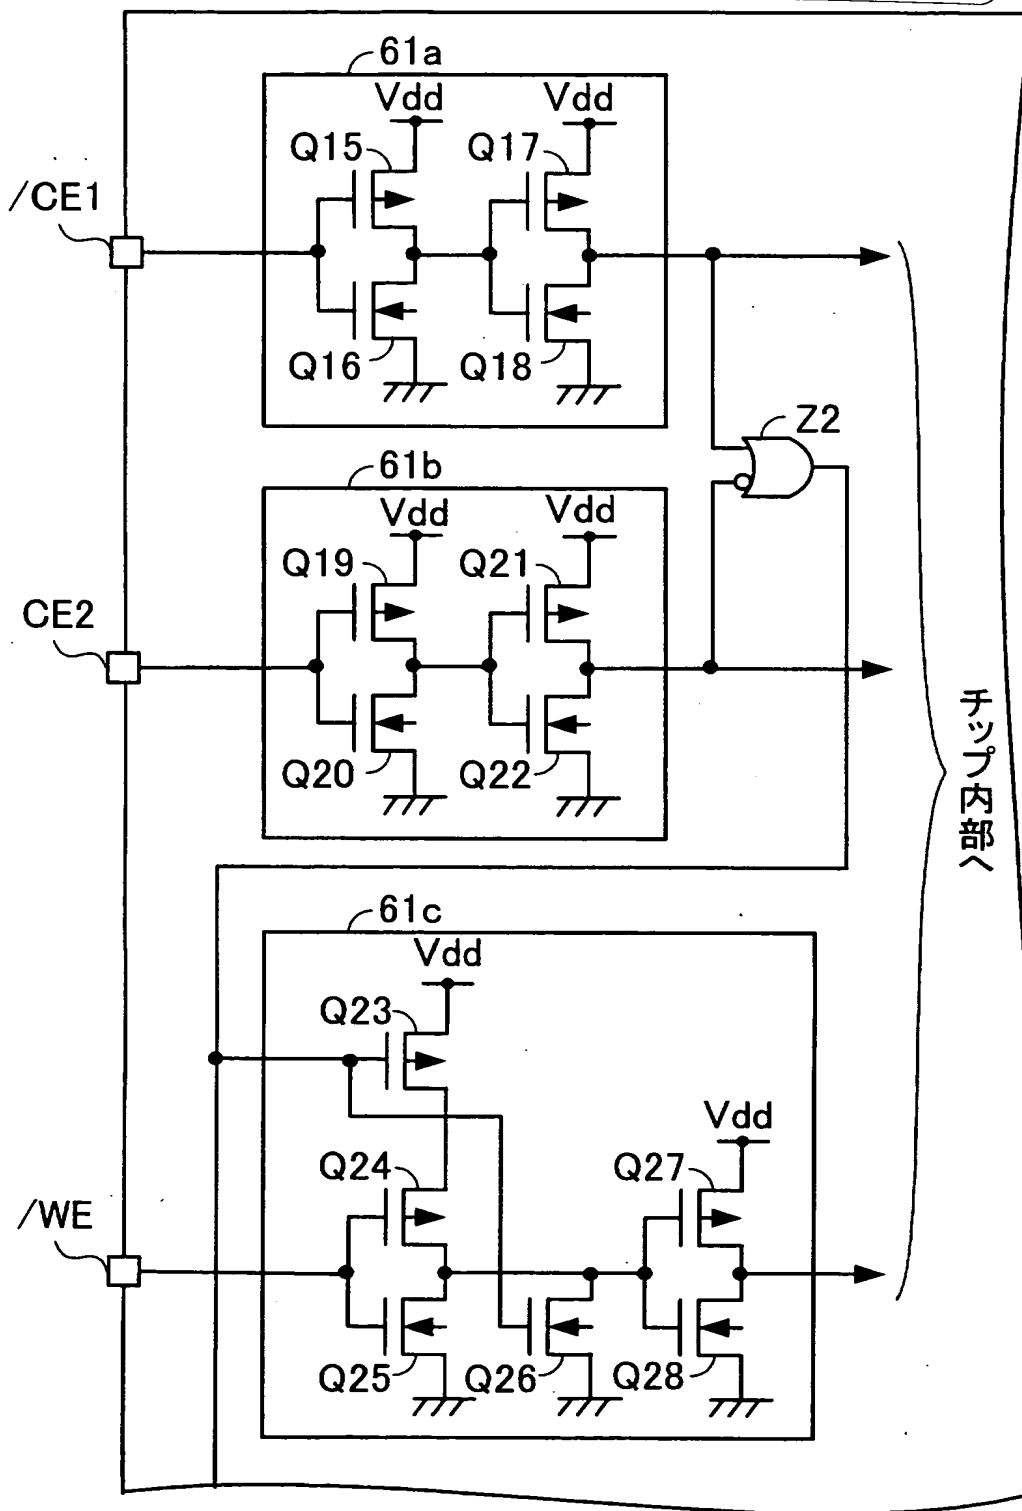 61a
Vdd
Vdd
Q15
Q17
/CE1
Q16
Q18
Z2
61b
Vdd
Vdd
Q19
Q21
CE2
Q20
Q22
チップ内部へ
61c
Vdd
Q23
Vdd
Q24
Q27
/WE
Q25
Q26
Q28